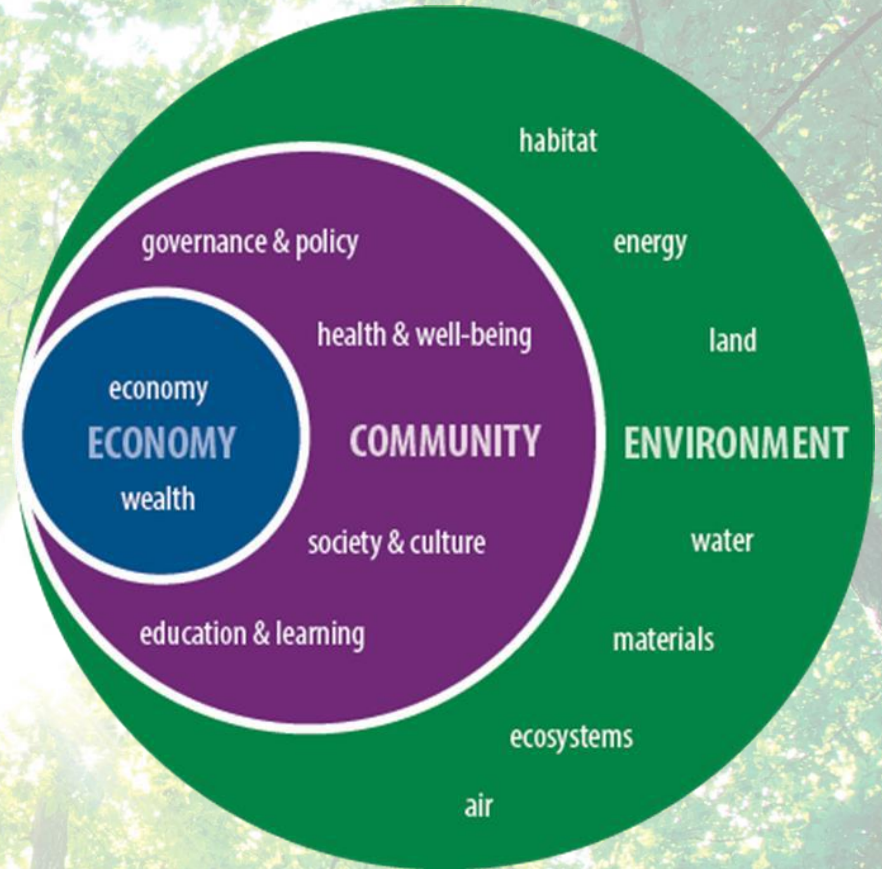 habitat
governance & policy
energy
health & well-being
land
economy
ECONOMY
COMMUNITY
ENVIRONMENT
wealth
society & culture
water
education & learning
materials
ecosystems
air